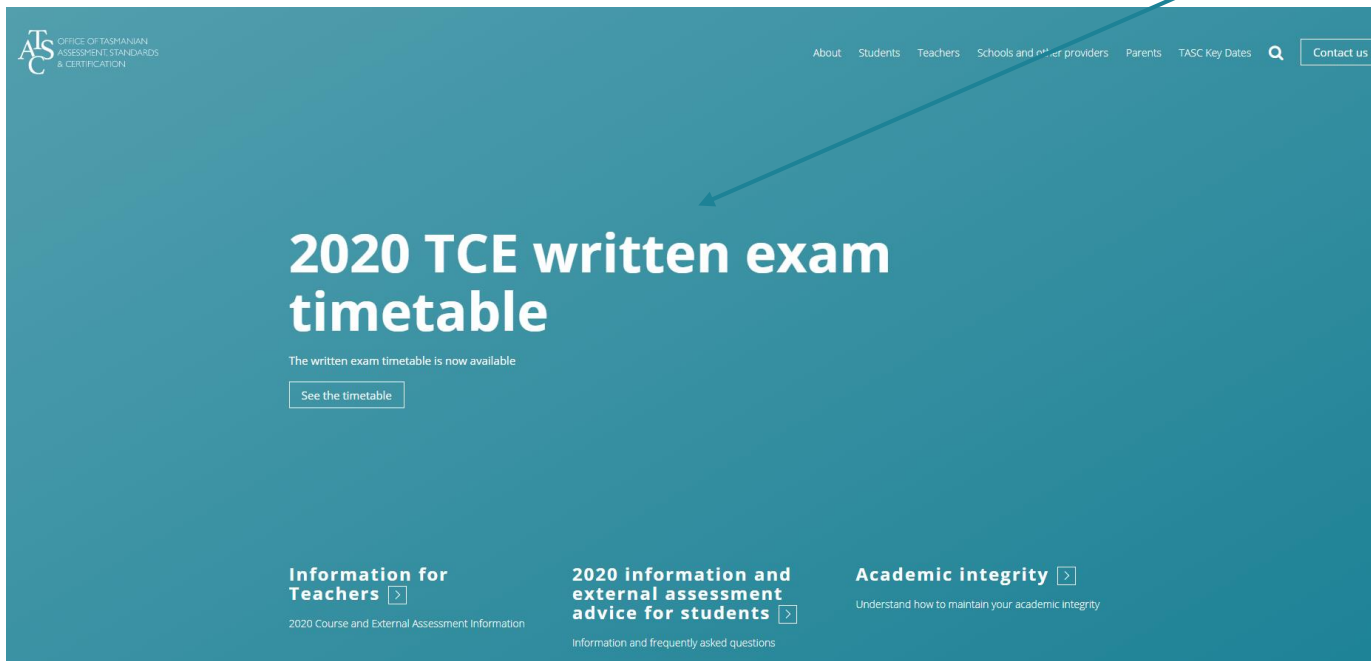 ATSC
OFFICE OF TASMANIAN
ASSESSMENT, STANDARDS
& CERTIFICATION
About Students Teachers Schools and other providers Parents TASC Key Dates Contact us
2020 TCE written exam
timetable
The written exam timetable is now available
See the timetable
Information for
Teachers
2020 Course and External Assessment Information
2020 information and
external assessment
advice for students
Information and frequently asked questions
Academic integrity
Understand how to maintain your academic integrity